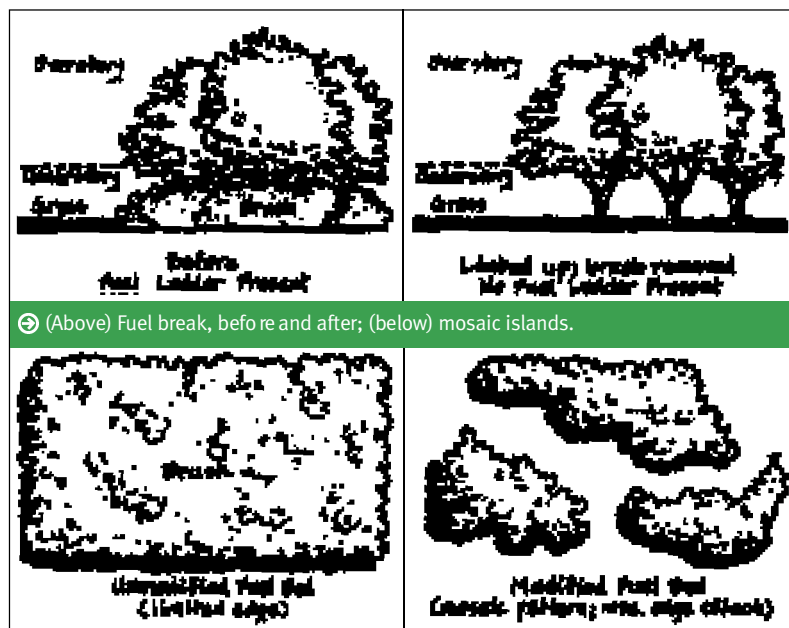 Overstory
Overstory
Understory
Understory
Grass
Brush
Grass
Before
Fuel Ladder Present
Limbed up; brush removed
No Fuel Ladder Present
(Above) Fuel break, before and after; (below) mosaic islands.
Brush
Unmodified Fuel Bed
(limited edge)
Modified Fuel Bed
(mosaic pattern; edge effect)